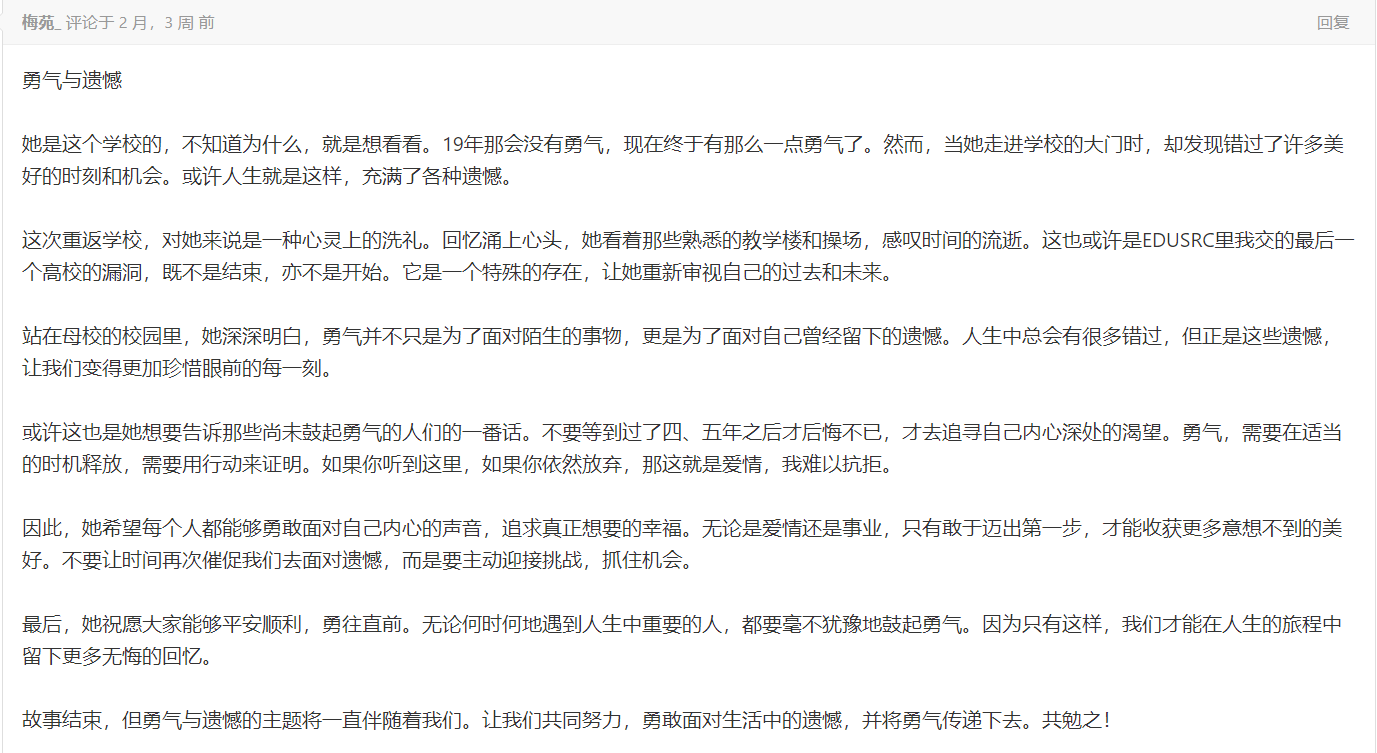 梅苑_ 评论于 2 月，3 周 前
回复
勇气与遗憾
她是这个学校的，不知道为什么，就是想看看。19年那会没有勇气，现在终于有那么一点勇气了。然而，当她走进学校的大门时，却发现错过了许多美
好的时刻和机会。或许人生就是这样，充满了各种遗憾。
这次重返学校，对她来说是一种心灵上的洗礼。回忆涌上心头，她看着那些熟悉的教学楼和操场，感叹时间的流逝。这也或许是EDUSRC里我交的最后一
个高校的漏洞，既不是结束，亦不是开始。它是一个特殊的存在，让她重新审视自己的过去和未来。
站在母校的校园里，她深深明白，勇气并不只是为了面对陌生的事物，更是为了面对自己曾经留下的遗憾。人生中总会有很多错过，但正是这些遗憾，
让我们变得更加珍惜眼前的每一刻。
或许这也是她想要告诉那些尚未鼓起勇气的人们的一番话。不要等到过了四、五年之后才后悔不已，才去追寻自己内心深处的渴望。勇气，需要在适当
的时机释放，需要用行动来证明。如果你听到这里，如果你依然放弃，那这就是爱情，我难以抗拒。
因此，她希望每个人都能够勇敢面对自己内心的声音，追求真正想要的幸福。无论是爱情还是事业，只有敢于迈出第一步，才能收获更多意想不到的美
好。不要让时间再次催促我们去面对遗憾，而是要主动迎接挑战，抓住机会。
最后，她祝愿大家能够平安顺利，勇往直前。无论何时何地遇到人生中重要的人，都要毫不犹豫地鼓起勇气。因为只有这样，我们才能在人生的旅程中
留下更多无悔的回忆。
故事结束，但勇气与遗憾的主题将一直伴随着我们。让我们共同努力，勇敢面对生活中的遗憾，并将勇气传递下去。共勉之！